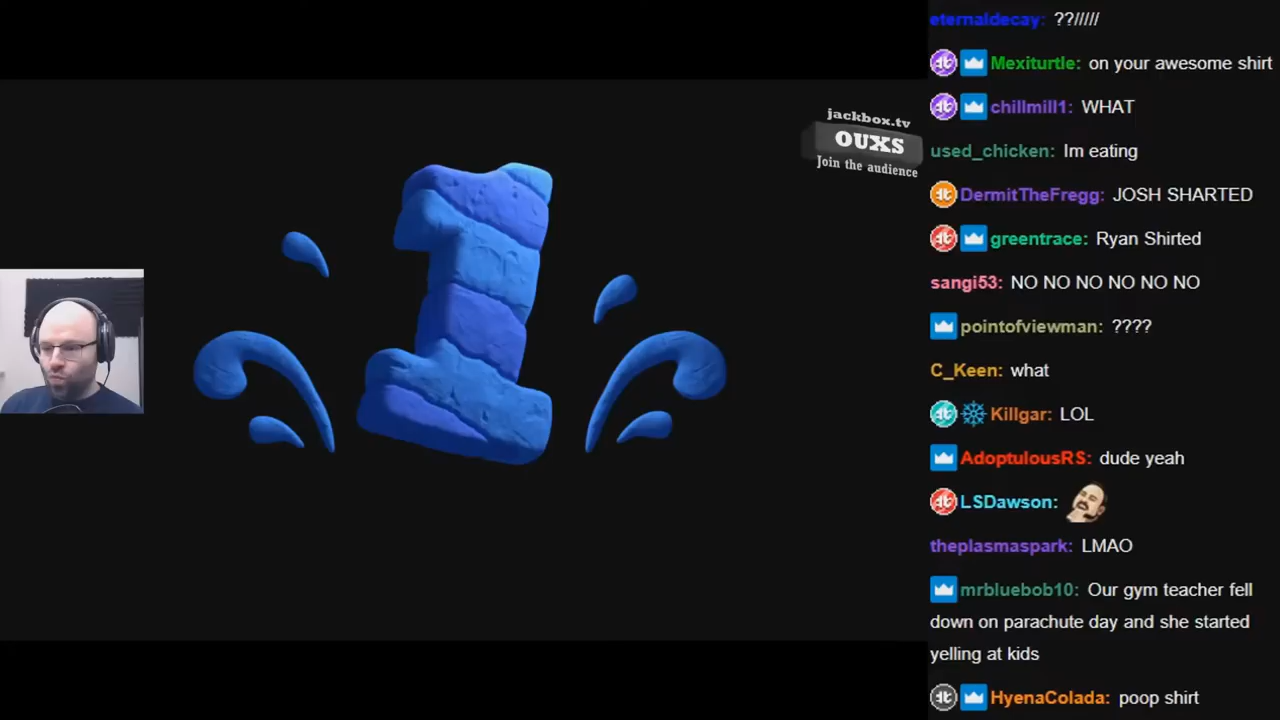 jackbox.tv
OUXS
Join the audience
1
eternaldecay: ??/////
Mexiturtle: on your awesome shirt
chillmill1: WHAT
used_chicken: Im eating
DermitTheFregg: JOSH SHARTED
greentrace: Ryan Shirted
sangi53: NO NO NO NO NO NO
pointofviewman: ????
C_Keen: what
Killgar: LOL
AdoptulousRS: dude yeah
LSDawson:
theplasmaspark: LMAO
mrbluebob10: Our gym teacher fell
down on parachute day and she started
yelling at kids
HyenaColada: poop shirt